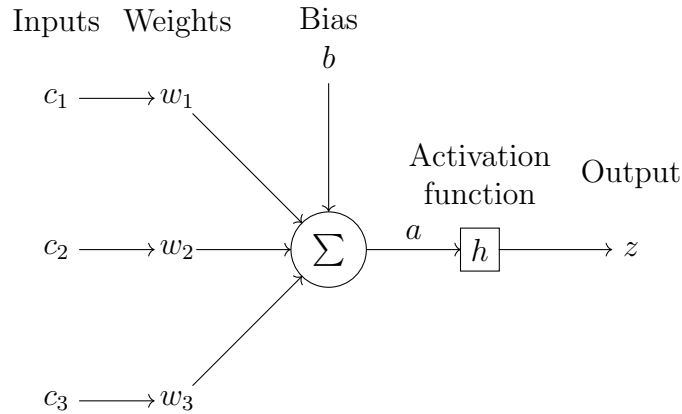 Inputs Weights Bias
b
c₁ w₁
Activation
function
Output
c₂ w₂ ∑ a h z
c₃ w₃